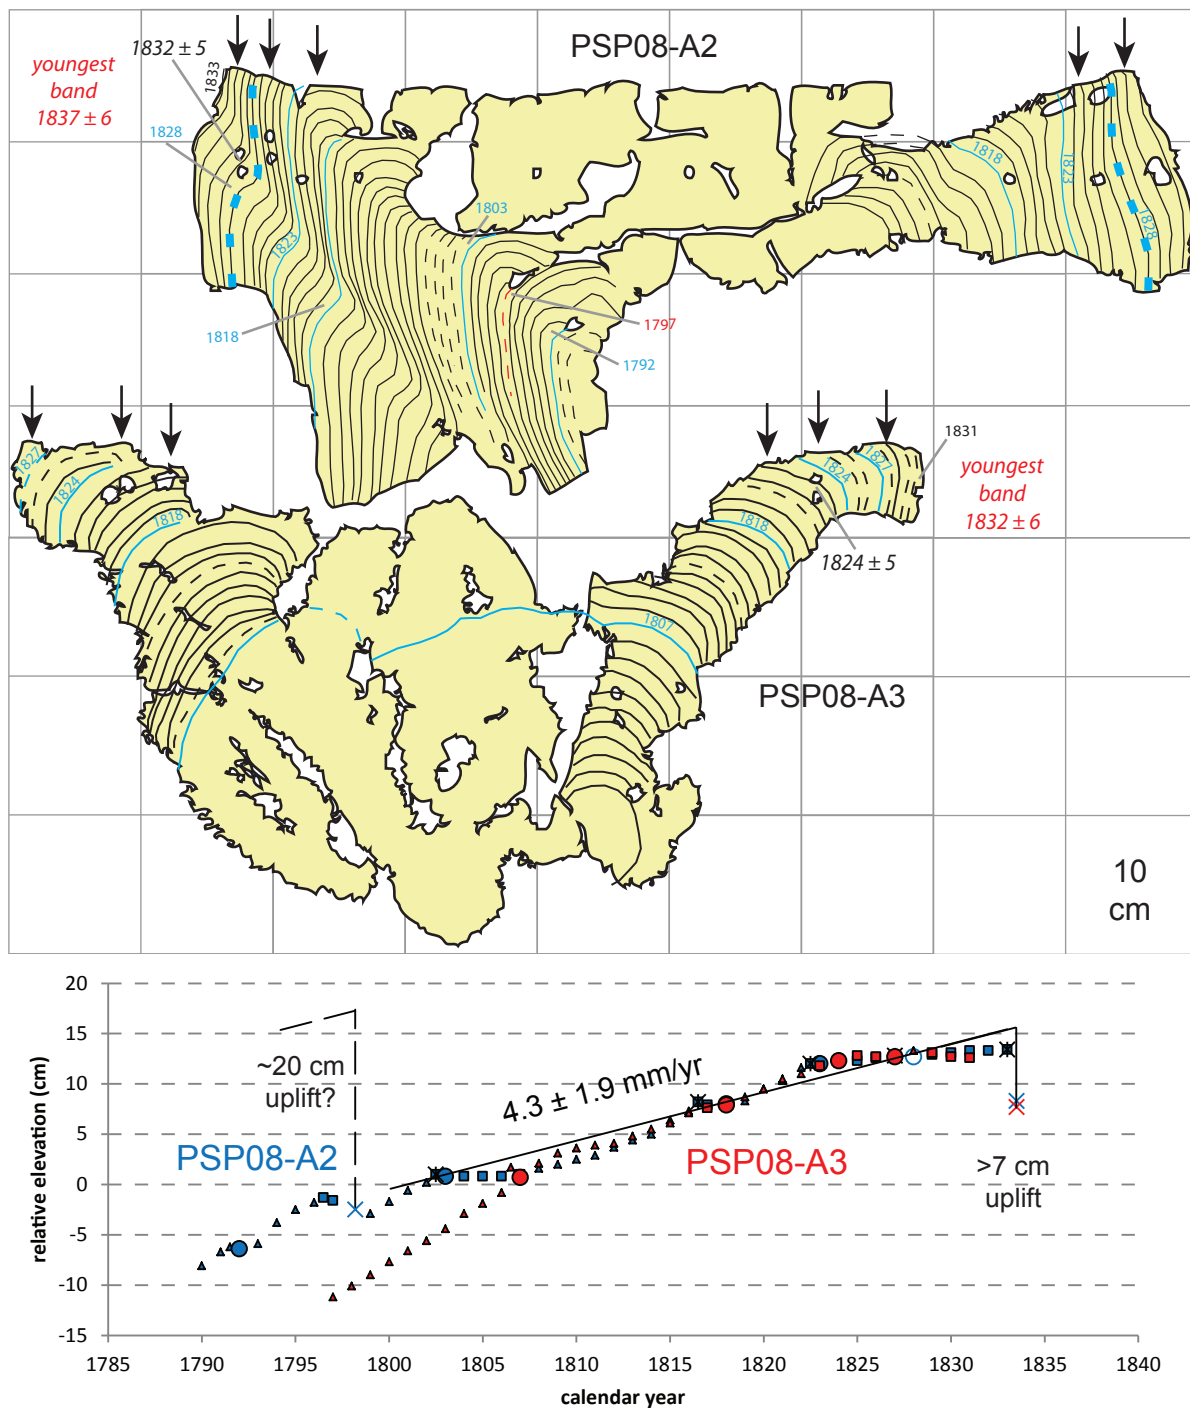 PSP08-A2
1832 ± 5
1833
youngest
band
1837 ± 6
1828
1823
1818
1803
1797
1792
1818
1823
1828
1827
1824
1818
1807
1818
1824
1827
1831
youngest
band
1832 ± 6
1824 ± 5
PSP08-A3
10
cm
20
15
10
5
0
-5
-10
-15
relative elevation (cm)
~20 cm
uplift?
4.3 ± 1.9 mm/yr
PSP08-A2
PSP08-A3
>7 cm
uplift
1785 1790 1795 1800 1805 1810 1815 1820 1825 1830 1835 1840
calendar year